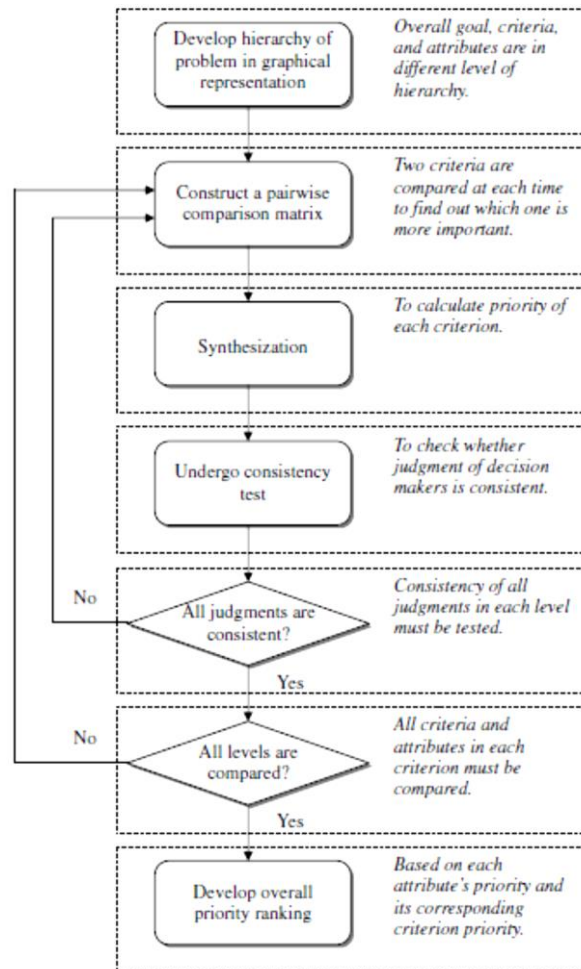 Develop hierarchy of
problem in graphical
representation
Overall goal, criteria,
and attributes are in
different level of
hierarchy.
Construct a pairwise
comparison matrix
Two criteria are
compared at each time
to find out which one is
more important.
Synthesization
To calculate priority of
each criterion.
Undergo consistency
test
To check whether
judgment of decision
makers is consistent.
No
All judgments are
consistent?
Consistency of all
judgments in each level
must be tested.
Yes
No
All levels are
compared?
All criteria and
attributes in each
criterion must be
compared.
Yes
Develop overall
priority ranking
Based on each
attribute's priority and
its corresponding
criterion priority.